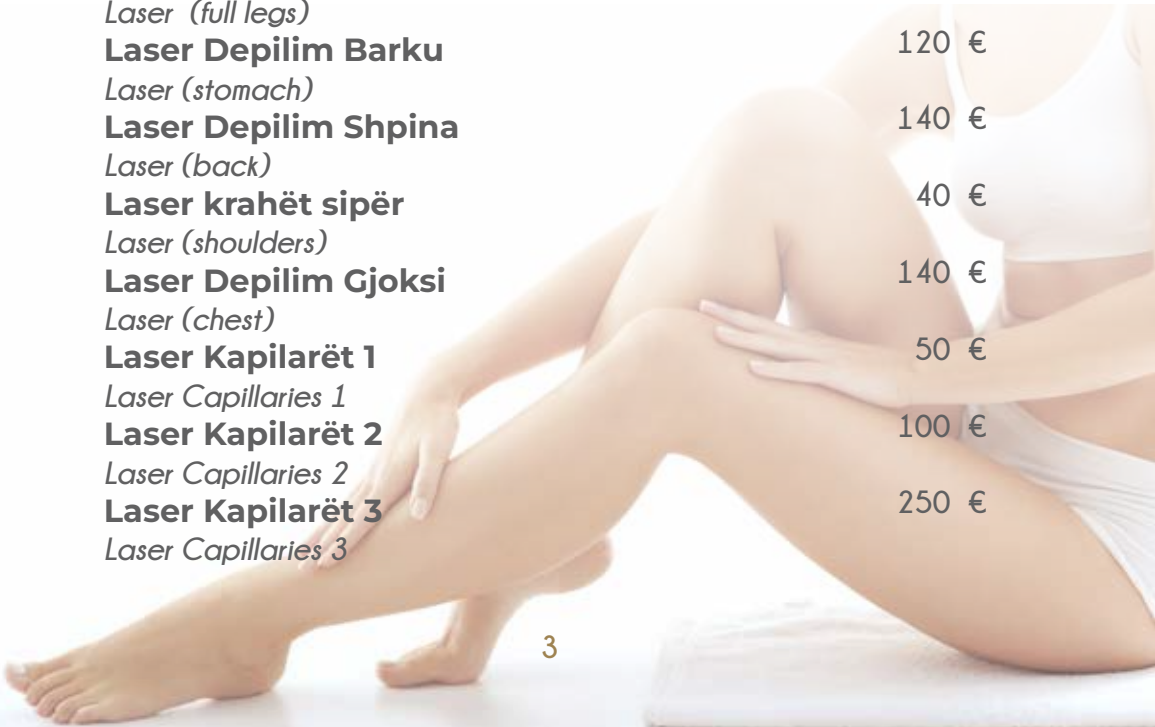 Laser (full legs)
Laser Depilim Barku 120 €
Laser (stomach)
Laser Depilim Shpina 140 €
Laser (back)
Laser krahët sipër 40 €
Laser (shoulders)
Laser Depilim Gjoksi 140 €
Laser (chest)
Laser Kapilarët 1 50 €
Laser Capillaries 1
Laser Kapilarët 2 100 €
Laser Capillaries 2
Laser Kapilarët 3 250 €
Laser Capillaries 3
3